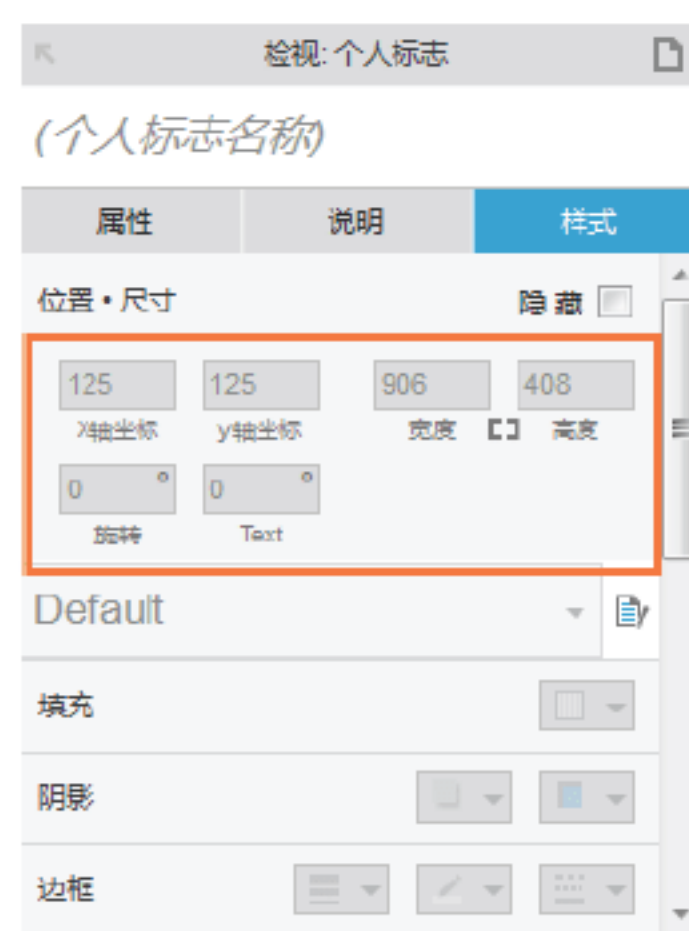 检视: 个人标志
(个人标志名称)
属性 说明 样式
位置•尺寸 隐藏
125 125 906 408
X轴坐标 y轴坐标 宽度 高度
0 ° 0 °
旋转 Text
Default
填充
阴影
边框